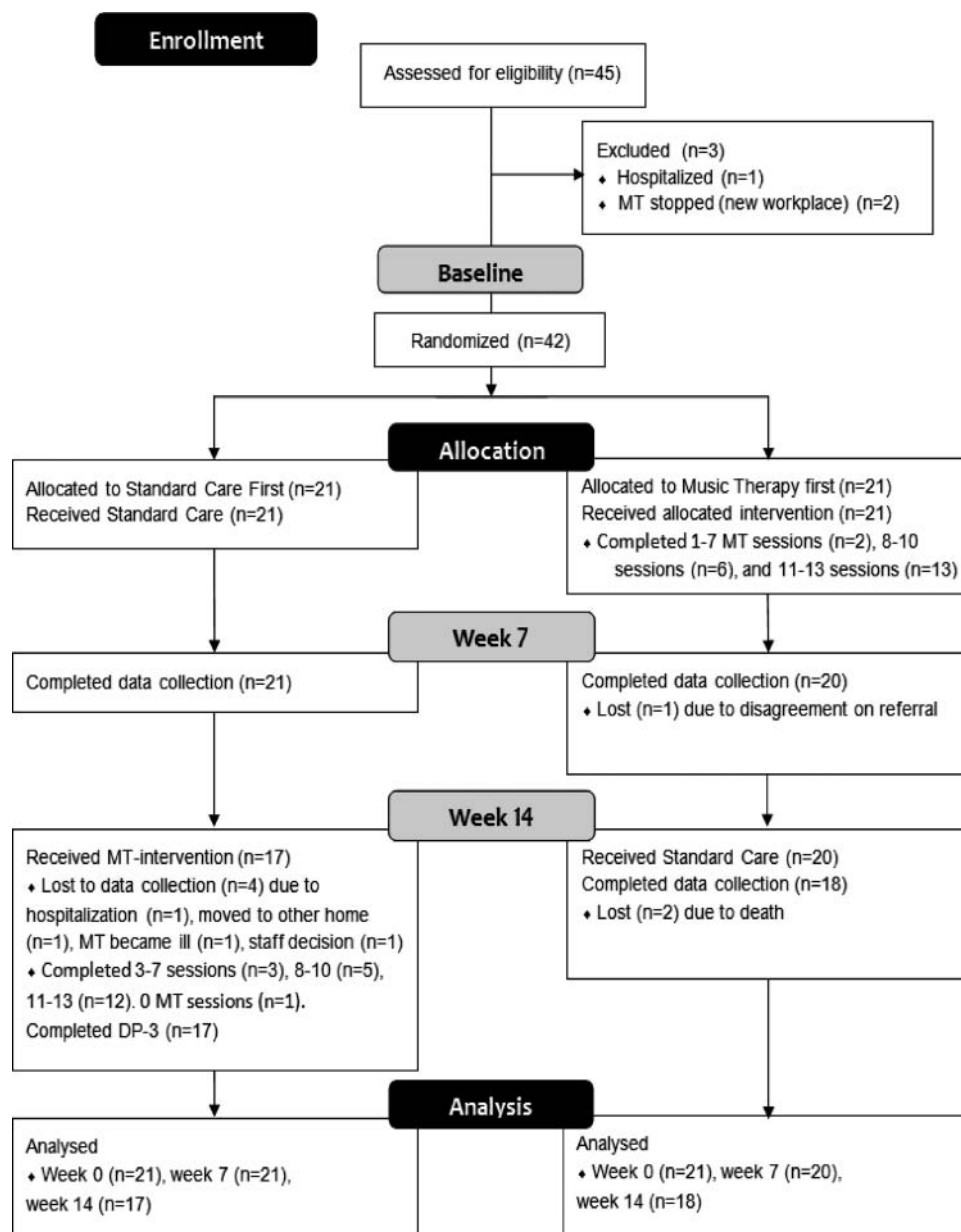 Enrollment
Assessed for eligibility (n=45)
Excluded (n=3)
⬧ Hospitalized (n=1)
⬧ MT stopped (new workplace) (n=2)
Baseline
Randomized (n=42)
Allocation
Allocated to Standard Care First (n=21)
Received Standard Care (n=21)
Allocated to Music Therapy first (n=21)
Received allocated intervention (n=21)
⬧ Completed 1-7 MT sessions (n=2), 8-10
sessions (n=6), and 11-13 sessions (n=13)
Week 7
Completed data collection (n=21)
Completed data collection (n=20)
⬧ Lost (n=1) due to disagreement on referral
Week 14
Received MT-intervention (n=17)
⬧ Lost to data collection (n=4) due to
hospitalization (n=1), moved to other home
(n=1), MT became ill (n=1), staff decision (n=1)
⬧ Completed 3-7 sessions (n=3), 8-10 (n=5),
11-13 (n=12). 0 MT sessions (n=1).
Completed DP-3 (n=17)
Received Standard Care (n=20)
Completed data collection (n=18)
⬧ Lost (n=2) due to death
Analysis
Analysed
⬧ Week 0 (n=21), week 7 (n=21),
week 14 (n=17)
Analysed
⬧ Week 0 (n=21), week 7 (n=20),
week 14 (n=18)